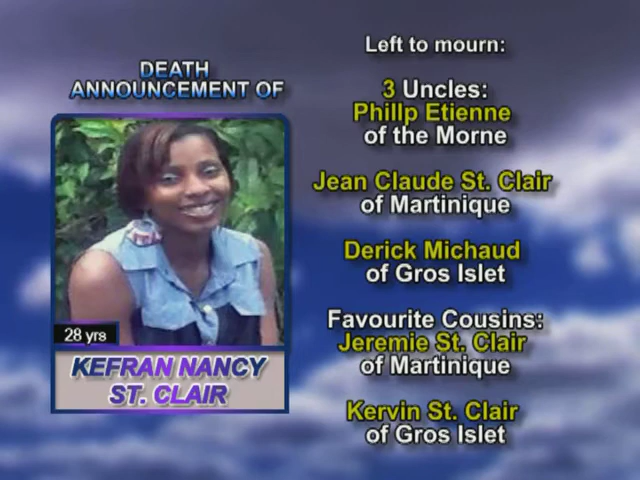 DEATH
ANNOUNCEMENT OF
28 yrs
KEFRAN NANCY
ST. CLAIR
Left to mourn:
3 Uncles:
Phillp Etienne
of the Morne
Jean Claude St. Clair
of Martinique
Derick Michaud
of Gros Islet
Favourite Cousins:
Jeremie St. Clair
of Martinique
Kervin St. Clair
of Gros Islet